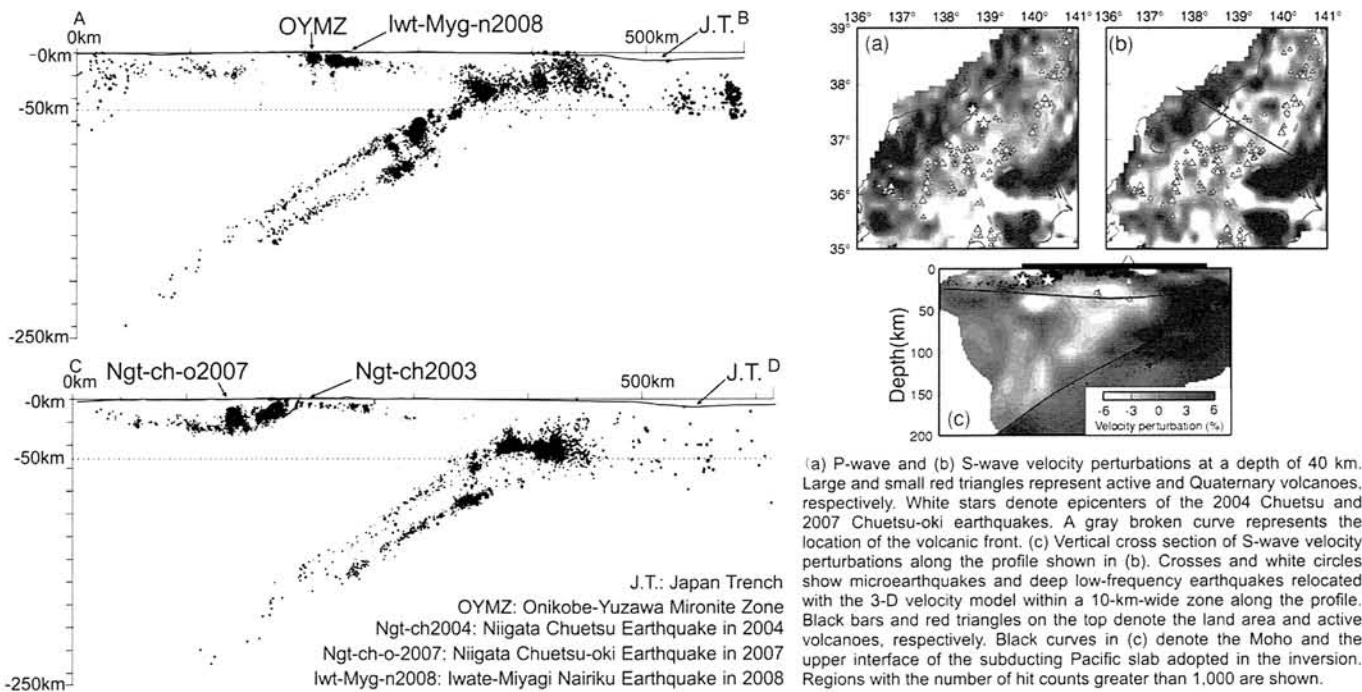 A
0km
OYMZ
Iwt-Myg-n2008
500km
J.T.
B
-0km
-50km
-250km
C
0km
Ngt-ch-o2007
Ngt-ch2003
500km
J.T.
D
-0km
-50km
-250km
J.T.: Japan Trench
OYMZ: Onikobe-Yuzawa Mironite Zone
Ngt-ch2004: Niigata Chuetsu Earthquake in 2004
Ngt-ch-o-2007: Niigata Chuetsu-oki Earthquake in 2007
Iwt-Myg-n2008: Iwate-Miyagi Nairiku Earthquake in 2008
136° 137° 138° 139° 140° 141° 136° 137° 138° 139° 140° 141°
39°
38°
37°
36°
35°
(a)
(b)
0
50
100
150
200
Depth(km)
(c)
-6 -3 0 3 6
Velocity perturbation (%)
(a) P-wave and (b) S-wave velocity perturbations at a depth of 40 km.
Large and small red triangles represent active and Quaternary volcanoes,
respectively. White stars denote epicenters of the 2004 Chuetsu and
2007 Chuetsu-oki earthquakes. A gray broken curve represents the
location of the volcanic front. (c) Vertical cross section of S-wave velocity
perturbations along the profile shown in (b). Crosses and white circles
show microearthquakes and deep low-frequency earthquakes relocated
with the 3-D velocity model within a 10-km-wide zone along the profile.
Black bars and red triangles on the top denote the land area and active
volcanoes, respectively. Black curves in (c) denote the Moho and the
upper interface of the subducting Pacific slab adopted in the inversion.
Regions with the number of hit counts greater than 1,000 are shown.